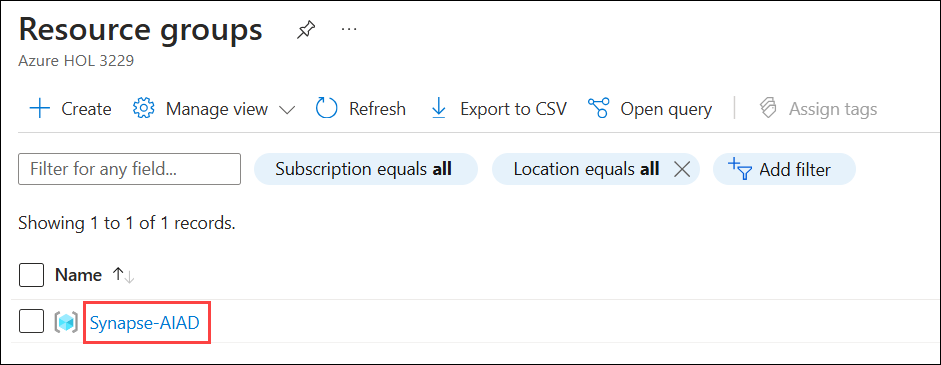 Resource groups
Azure HOL 3229
Create Manage view Refresh Export to CSV Open query Assign tags
Filter for any field... Subscription equals all Location equals all Add filter
Showing 1 to 1 of 1 records.
Name
Synapse-AIAD